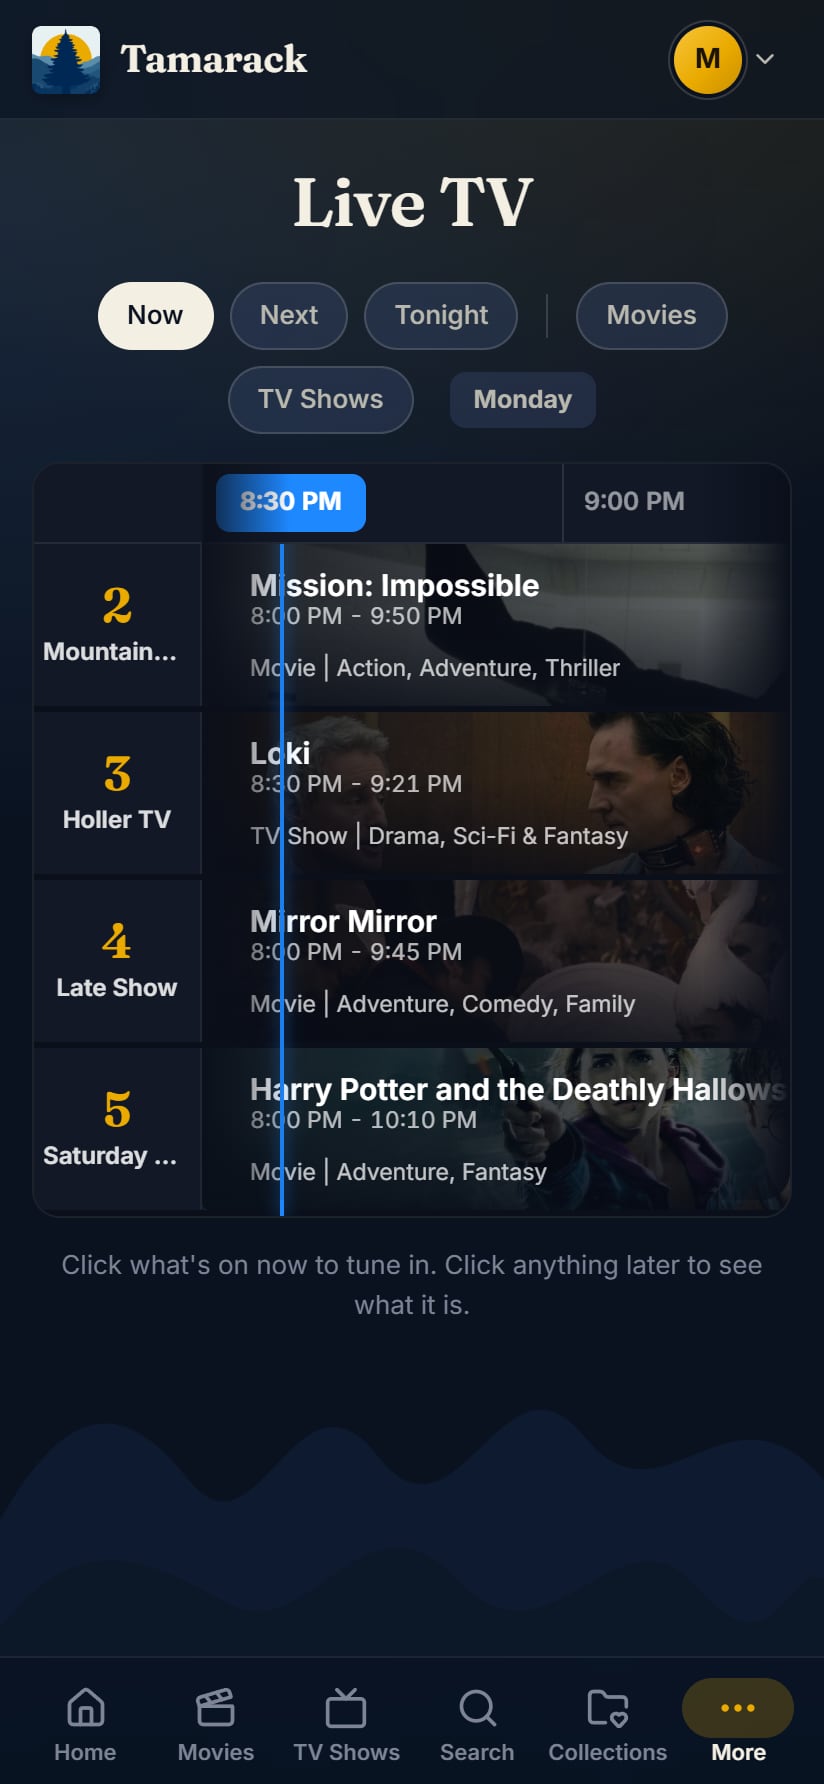 Tamarack
M
Live TV
Now
Next
Tonight
Movies
TV Shows
Monday
8:30 PM
9:00 PM
2
Mountain...
Mission: Impossible
8:00 PM - 9:50 PM
Movie | Action, Adventure, Thriller
3
Holler TV
Loki
8:30 PM - 9:21 PM
TV Show | Drama, Sci-Fi & Fantasy
4
Late Show
Mirror Mirror
8:00 PM - 9:45 PM
Movie | Adventure, Comedy, Family
5
Saturday ...
Harry Potter and the Deathly Hallows
8:00 PM - 10:10 PM
Movie | Adventure, Fantasy
Click what's on now to tune in. Click anything later to see
what it is.
Home
Movies
TV Shows
Search
Collections
More